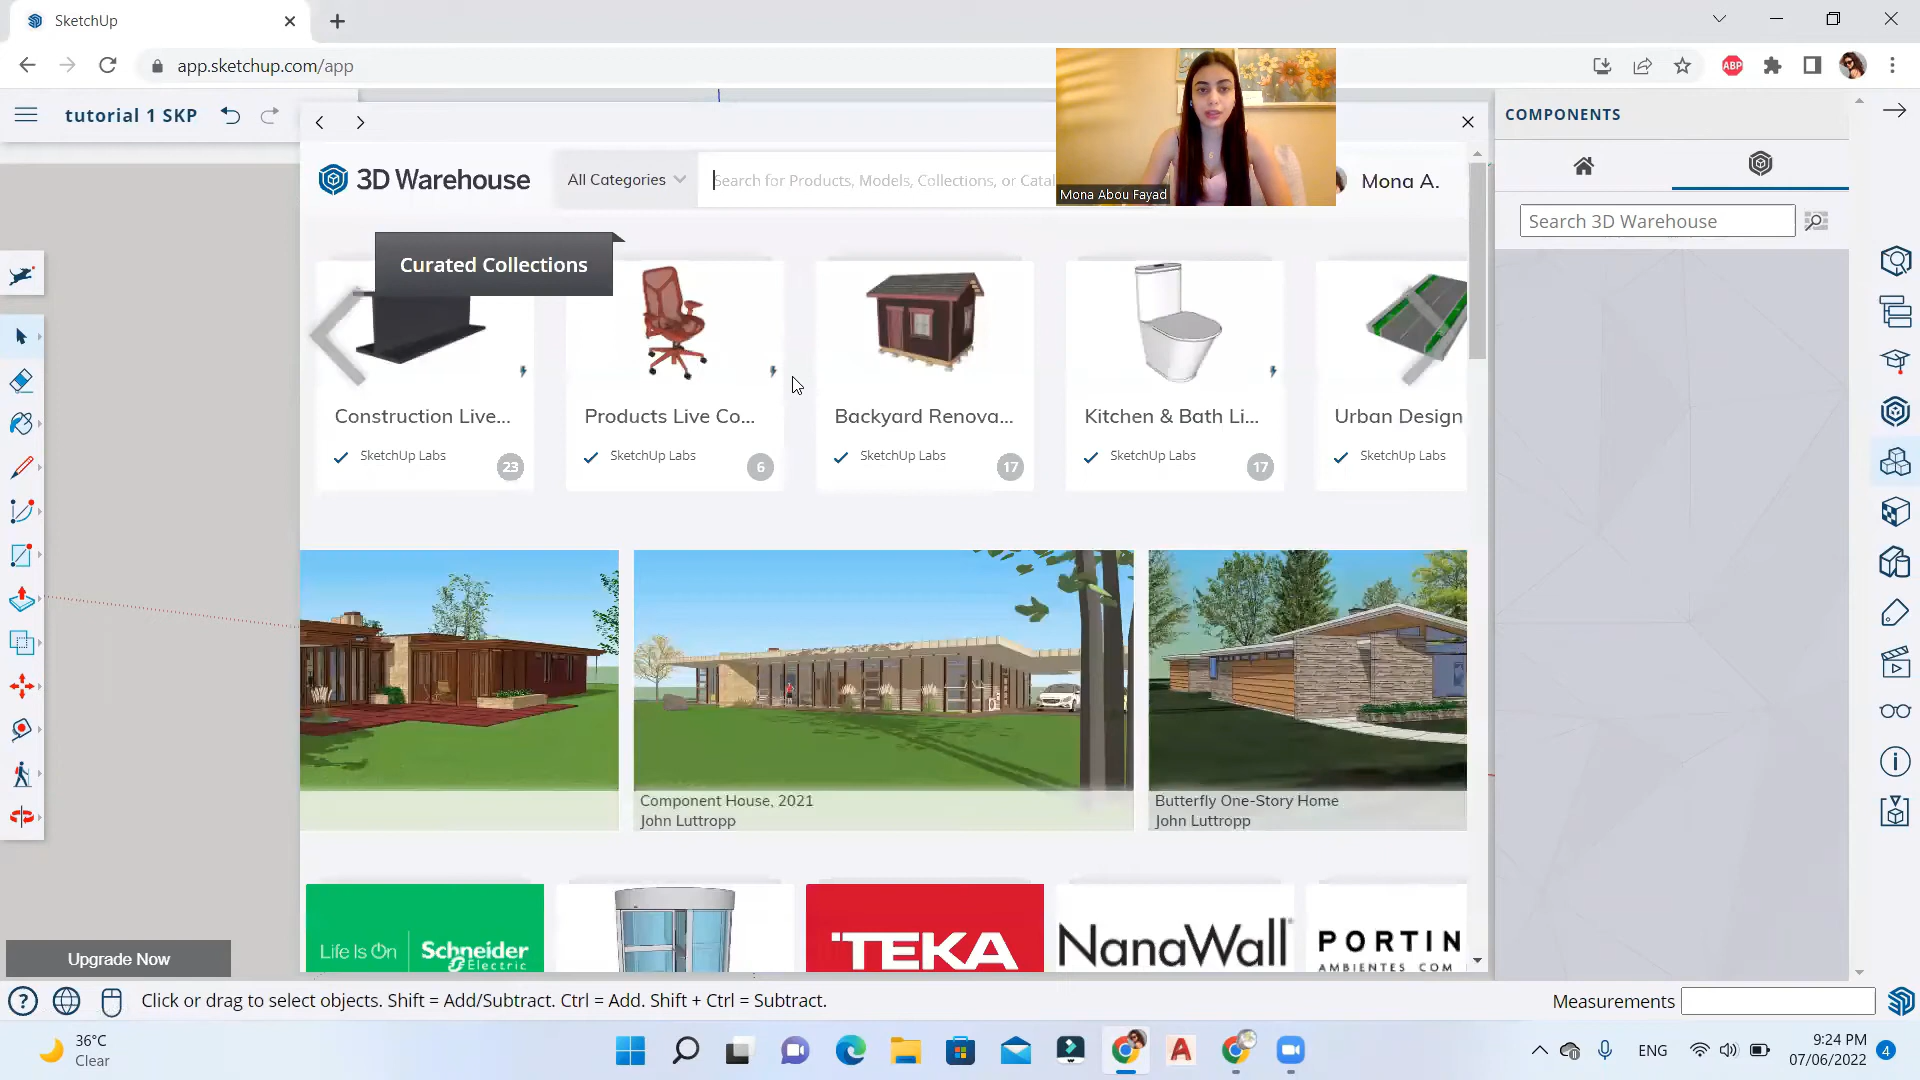 SketchUp
app.sketchup.com/app
ABP
tutorial 1 SKP
COMPONENTS
3D Warehouse
All Categories
Search for Products, Models, Collections, or Catal
Mona Abou Fayad
Mona A.
Search 3D Warehouse
Curated Collections
Construction Live...
SketchUp Labs
23
Products Live Co...
SketchUp Labs
6
Backyard Renova...
SketchUp Labs
17
Kitchen & Bath Li...
SketchUp Labs
17
Urban Design
SketchUp Labs
Component House, 2021
John Luttropp
Butterfly One-Story Home
John Luttropp
Life Is On
Schneider
Electric
TEKA
NanaWall
PORTIN
AMBIENTES COM
Upgrade Now
Click or drag to select objects. Shift = Add/Subtract. Ctrl = Add. Shift + Ctrl = Subtract.
Measurements
36°C
Clear
ENG
9:24 PM
07/06/2022
4